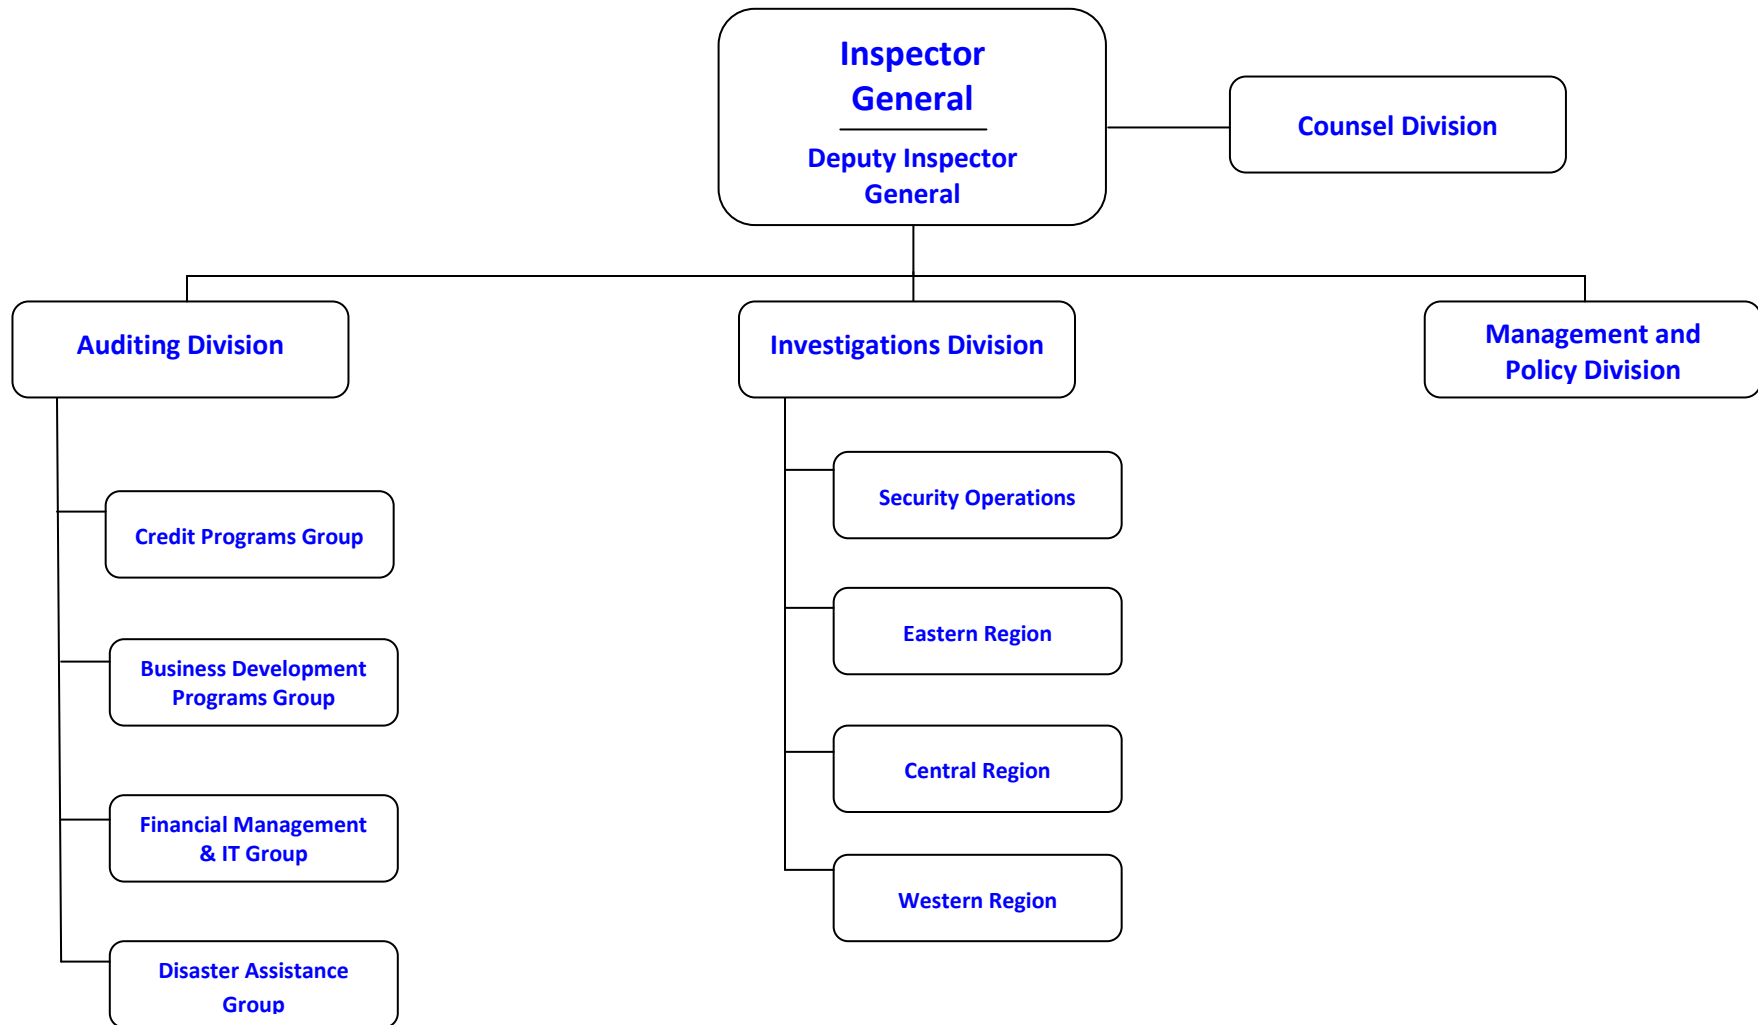 Inspector
General
Deputy Inspector
General
Counsel Division
Auditing Division
Investigations Division
Management and
Policy Division
Credit Programs Group
Business Development
Programs Group
Financial Management
& IT Group
Disaster Assistance
Group
Security Operations
Eastern Region
Central Region
Western Region